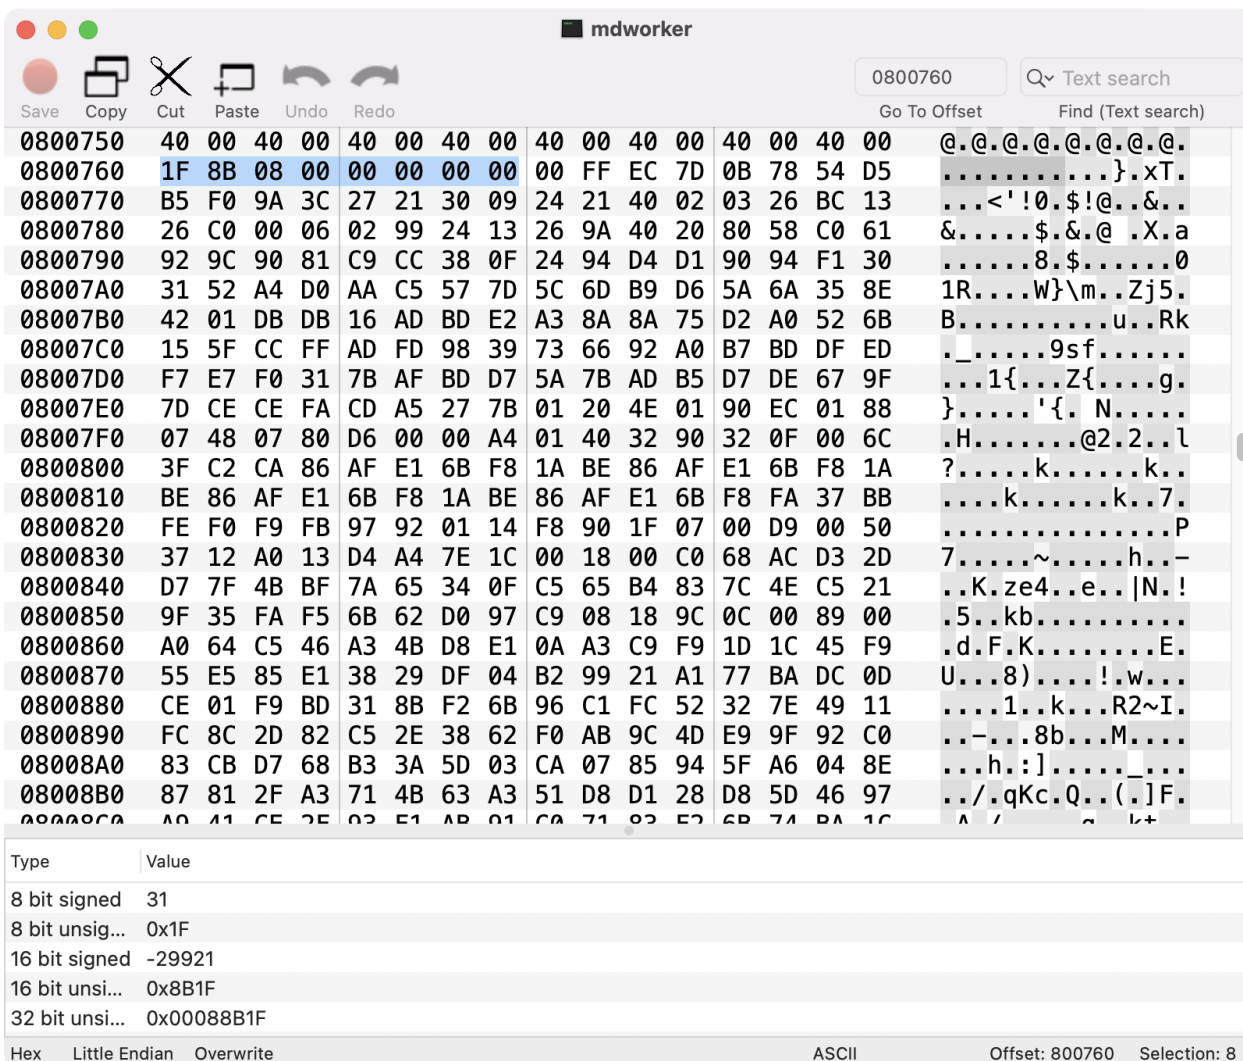 mdworker
Save Copy Cut Paste Undo Redo
0800760
Text search
Go To Offset
Find (Text search)
0800750 40 00 40 00 40 00 40 00 40 00 40 00 40 00 40 00 @.@.@.@.@.@.@.@.
0800760 1F 8B 08 00 00 00 00 00 00 FF EC 7D 0B 78 54 D5 ...........}.xT.
0800770 B5 F0 9A 3C 27 21 30 09 24 21 40 02 03 26 BC 13 ...<'!0.$!@..&..
0800780 26 C0 00 06 02 99 24 13 26 9A 40 20 80 58 C0 61 &.....$.&.@ .X.a
0800790 92 9C 90 81 C9 CC 38 0F 24 94 D4 D1 90 94 F1 30 ......8.$......0
08007A0 31 52 A4 D0 AA C5 57 7D 5C 6D B9 D6 5A 6A 35 8E 1R....W}\m..Zj5.
08007B0 42 01 DB DB 16 AD BD E2 A3 8A 8A 75 D2 A0 52 6B B..........u..Rk
08007C0 15 5F CC FF AD FD 98 39 73 66 92 A0 B7 BD DF ED ._.....9sf......
08007D0 F7 E7 F0 31 7B AF BD D7 5A 7B AD B5 D7 DE 67 9F ...1{...Z{....g.
08007E0 7D CE CE FA CD A5 27 7B 01 20 4E 01 90 EC 01 88 }.....'{. N.....
08007F0 07 48 07 80 D6 00 00 A4 01 40 32 90 32 0F 00 6C .H.......@2.2..l
0800800 3F C2 CA 86 AF E1 6B F8 1A BE 86 AF E1 6B F8 1A ?.....k......k..
0800810 BE 86 AF E1 6B F8 1A BE 86 AF E1 6B F8 FA 37 BB ....k......k..7.
0800820 FE F0 F9 FB 97 92 01 14 F8 90 1F 07 00 D9 00 50 ...............P
0800830 37 12 A0 13 D4 A4 7E 1C 00 18 00 C0 68 AC D3 2D 7.....~.....h..-
0800840 D7 7F 4B BF 7A 65 34 0F C5 65 B4 83 7C 4E C5 21 ..K.ze4..e..|N.!
0800850 9F 35 FA F5 6B 62 D0 97 C9 08 18 9C 0C 00 89 00 .5..kb..........
0800860 A0 64 C5 46 A3 4B D8 E1 0A A3 C9 F9 1D 1C 45 F9 .d.F.K........E.
0800870 55 E5 85 E1 38 29 DF 04 B2 99 21 A1 77 BA DC 0D U...8)....!.w...
0800880 CE 01 F9 BD 31 8B F2 6B 96 C1 FC 52 32 7E 49 11 ....1..k...R2~I.
0800890 FC 8C 2D 82 C5 2E 38 62 F0 AB 9C 4D E9 9F 92 C0 ..-...8b...M....
08008A0 83 CB D7 68 B3 3A 5D 03 CA 07 85 94 5F A6 04 8E ...h.:]....._...
08008B0 87 81 2F A3 71 4B 63 A3 51 D8 D1 28 D8 5D 46 97 ../.qKc.Q..(.]F.
Type Value
8 bit signed 31
8 bit unsig... 0x1F
16 bit signed -29921
16 bit unsi... 0x8B1F
32 bit unsi... 0x00088B1F
Hex Little Endian Overwrite ASCII Offset: 800760 Selection: 8